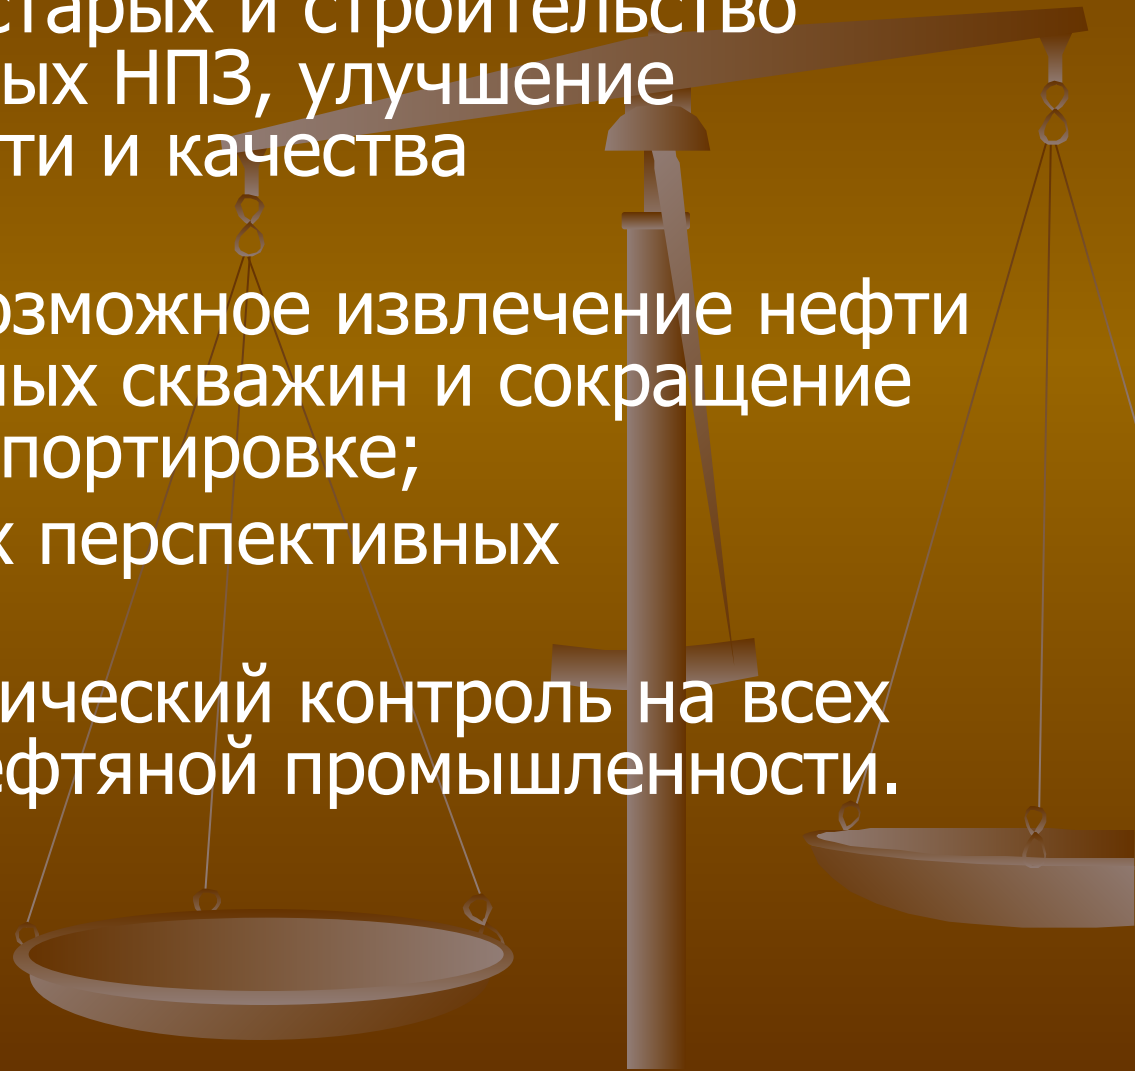 старых и строительство
ых НПЗ, улучшение
ти и качества
озможное извлечение нефти
ных скважин и сокращение
портировке;
х перспективных
ический контроль на всех
ефтяной промышленности.